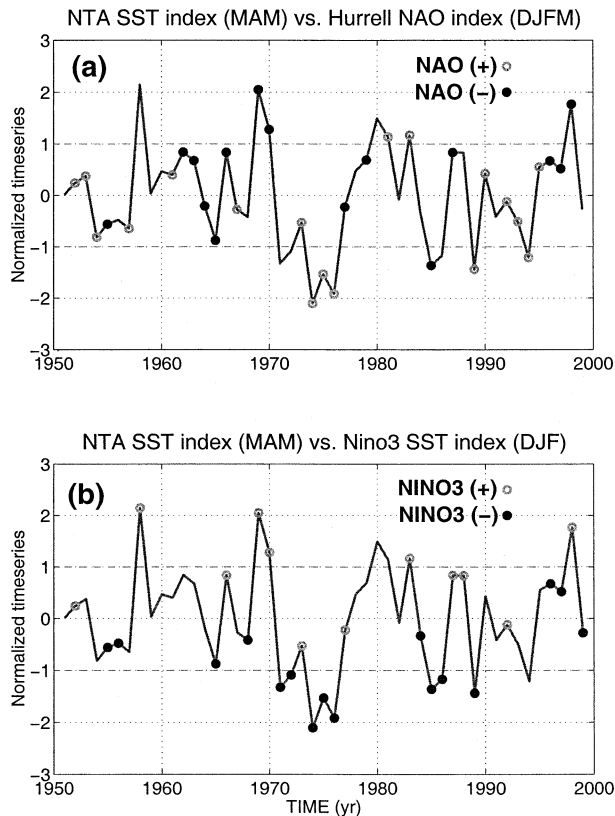 NTA SST index (MAM) vs. Hurrell NAO index (DJFM)
3
(a)
NAO (+)
NAO (−)
2
1
0
−1
−2
−3
Normalized timeseries
1950 1960 1970 1980 1990 2000
NTA SST index (MAM) vs. Nino3 SST index (DJF)
3
(b)
NINO3 (+)
NINO3 (−)
2
1
0
−1
−2
−3
Normalized timeseries
1950 1960 1970 1980 1990 2000
TIME (yr)